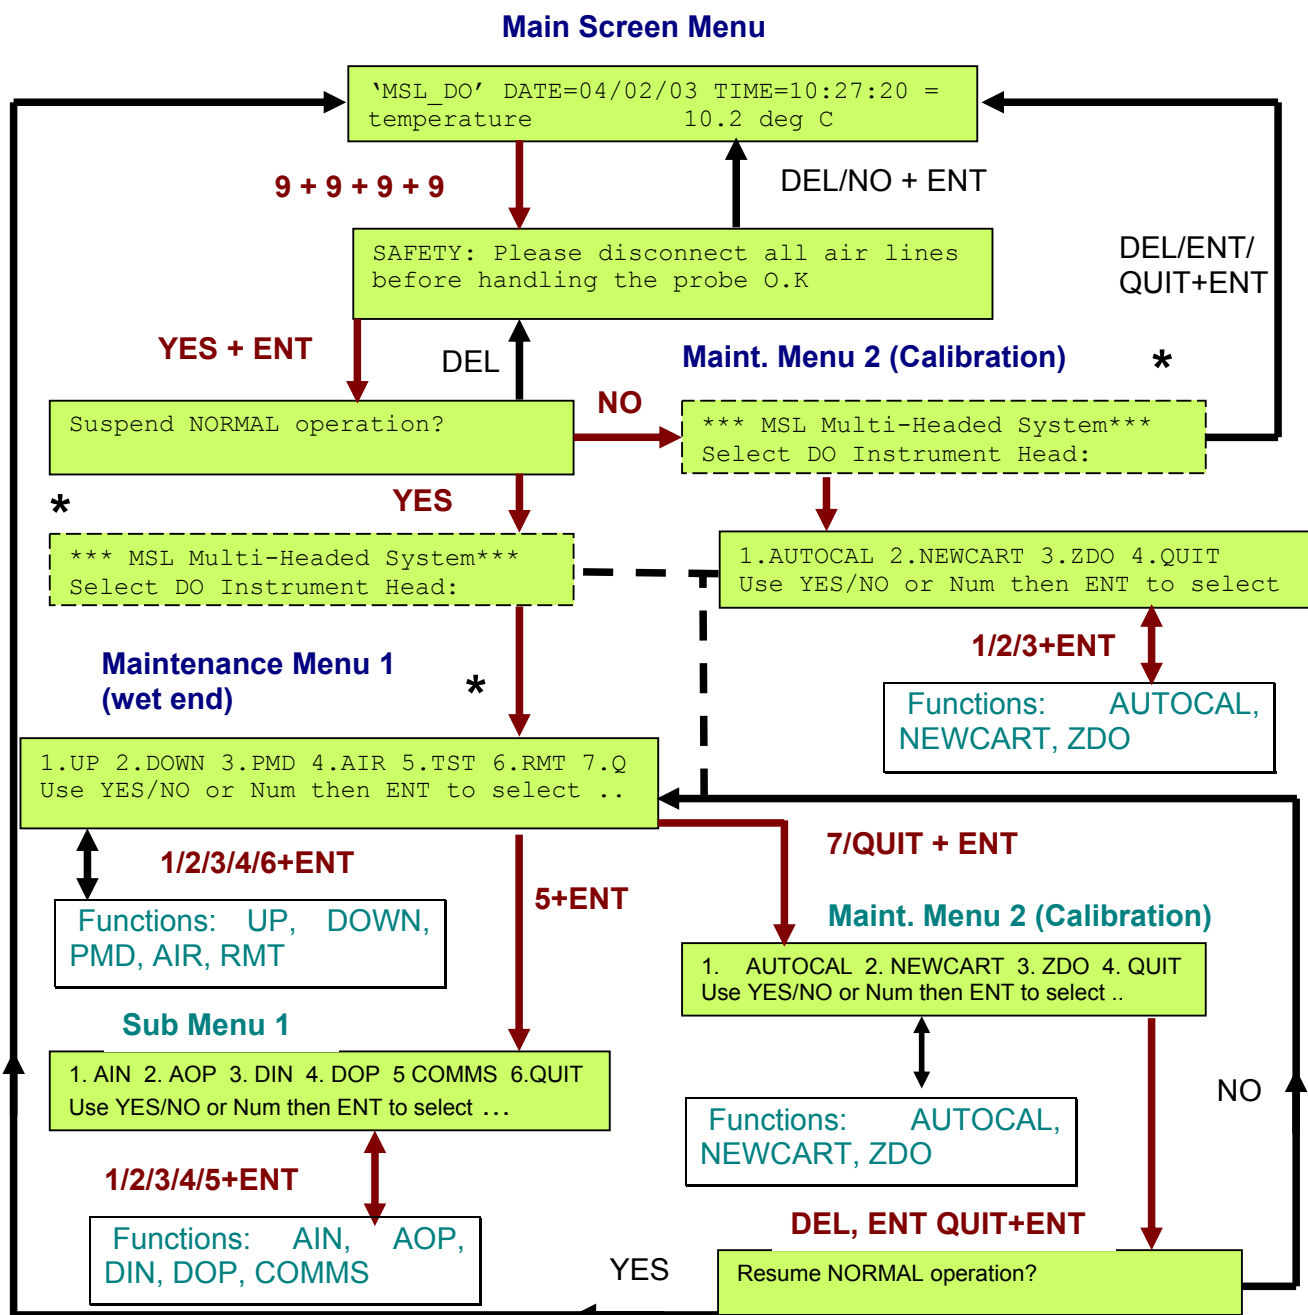 Main Screen Menu
‘MSL_DO’ DATE=04/02/03 TIME=10:27:20 =
temperature 10.2 deg C
9 + 9 + 9 + 9
DEL/NO + ENT
SAFETY: Please disconnect all air lines
before handling the probe O.K
DEL/ENT/
QUIT+ENT
YES + ENT
DEL
Maint. Menu 2 (Calibration)
*
Suspend NORMAL operation?
NO
*** MSL Multi-Headed System***
Select DO Instrument Head:
*
YES
*** MSL Multi-Headed System***
Select DO Instrument Head:
1.AUTOCAL 2.NEWCART 3.ZDO 4.QUIT
Use YES/NO or Num then ENT to select
1/2/3+ENT
Maintenance Menu 1
(wet end)
*
Functions: AUTOCAL,
NEWCART, ZDO
1.UP 2.DOWN 3.PMD 4.AIR 5.TST 6.RMT 7.Q
Use YES/NO or Num then ENT to select ..
1/2/3/4/6+ENT
5+ENT
7/QUIT + ENT
Functions: UP, DOWN,
PMD, AIR, RMT
Maint. Menu 2 (Calibration)
1. AUTOCAL 2. NEWCART 3. ZDO 4. QUIT
Use YES/NO or Num then ENT to select ..
Sub Menu 1
1. AIN 2. AOP 3. DIN 4. DOP 5 COMMS 6.QUIT
Use YES/NO or Num then ENT to select ...
NO
Functions: AUTOCAL,
NEWCART, ZDO
1/2/3/4/5+ENT
DEL, ENT QUIT+ENT
Functions: AIN, AOP,
DIN, DOP, COMMS
YES
Resume NORMAL operation?